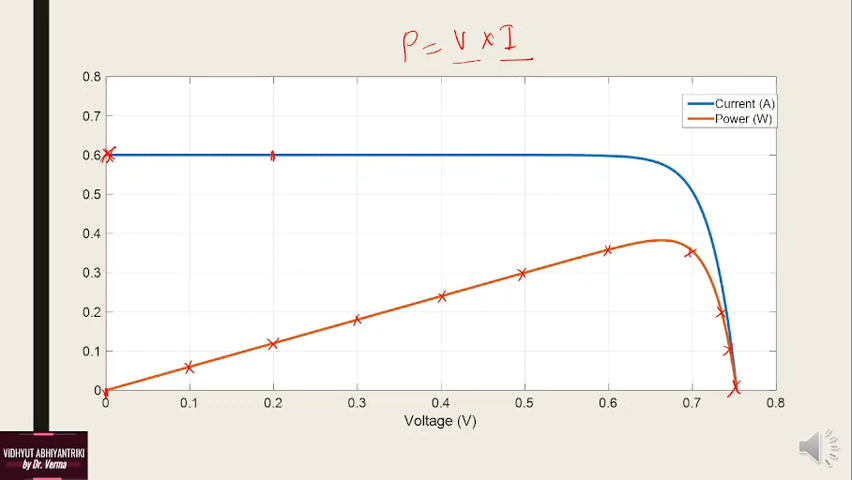 P = V × I
0.8
0.7
0.6
0.5
0.4
0.3
0.2
0.1
0
Current (A)
Power (W)
0 0.1 0.2 0.3 0.4 0.5 0.6 0.7 0.8
Voltage (V)
VIDHYUT ABHIYANTRIKI
by Dr. Verma